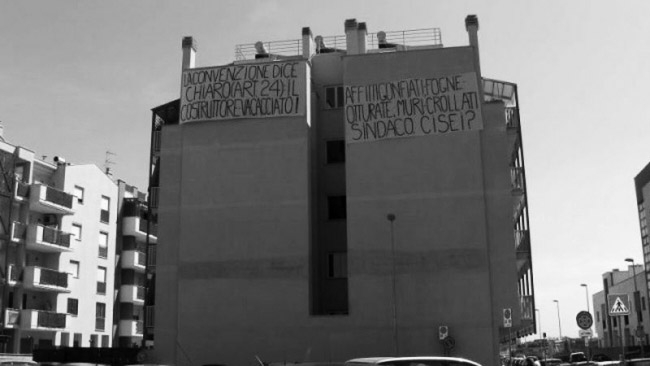 LA CONVENZIONE DICE
CHIARO (ART 24): IL
COSTRUTTORE VA CACCIATO!
AFFITTI GONFIATI, FOGNE
OTTURATE, MURI CROLLATI
SINDACO CI SEI?